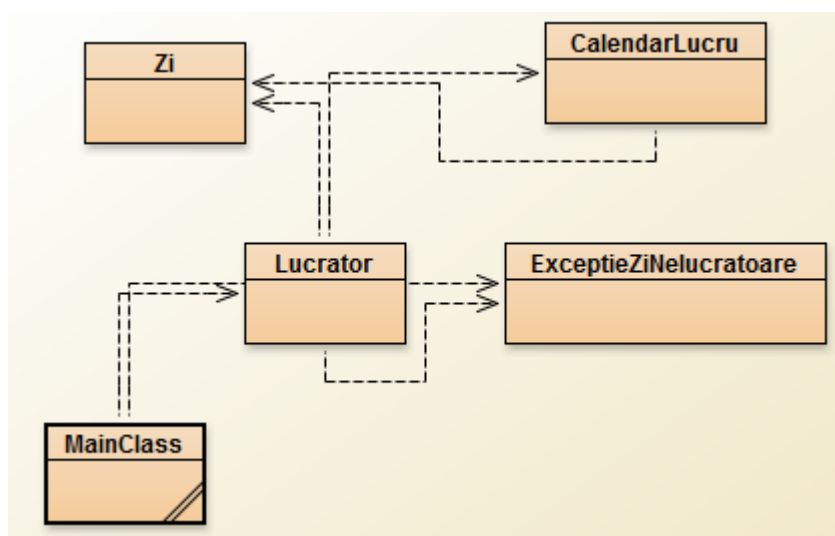 Zi
CalendarLucru
Lucrator
ExceptieZiNelucratoare
MainClass